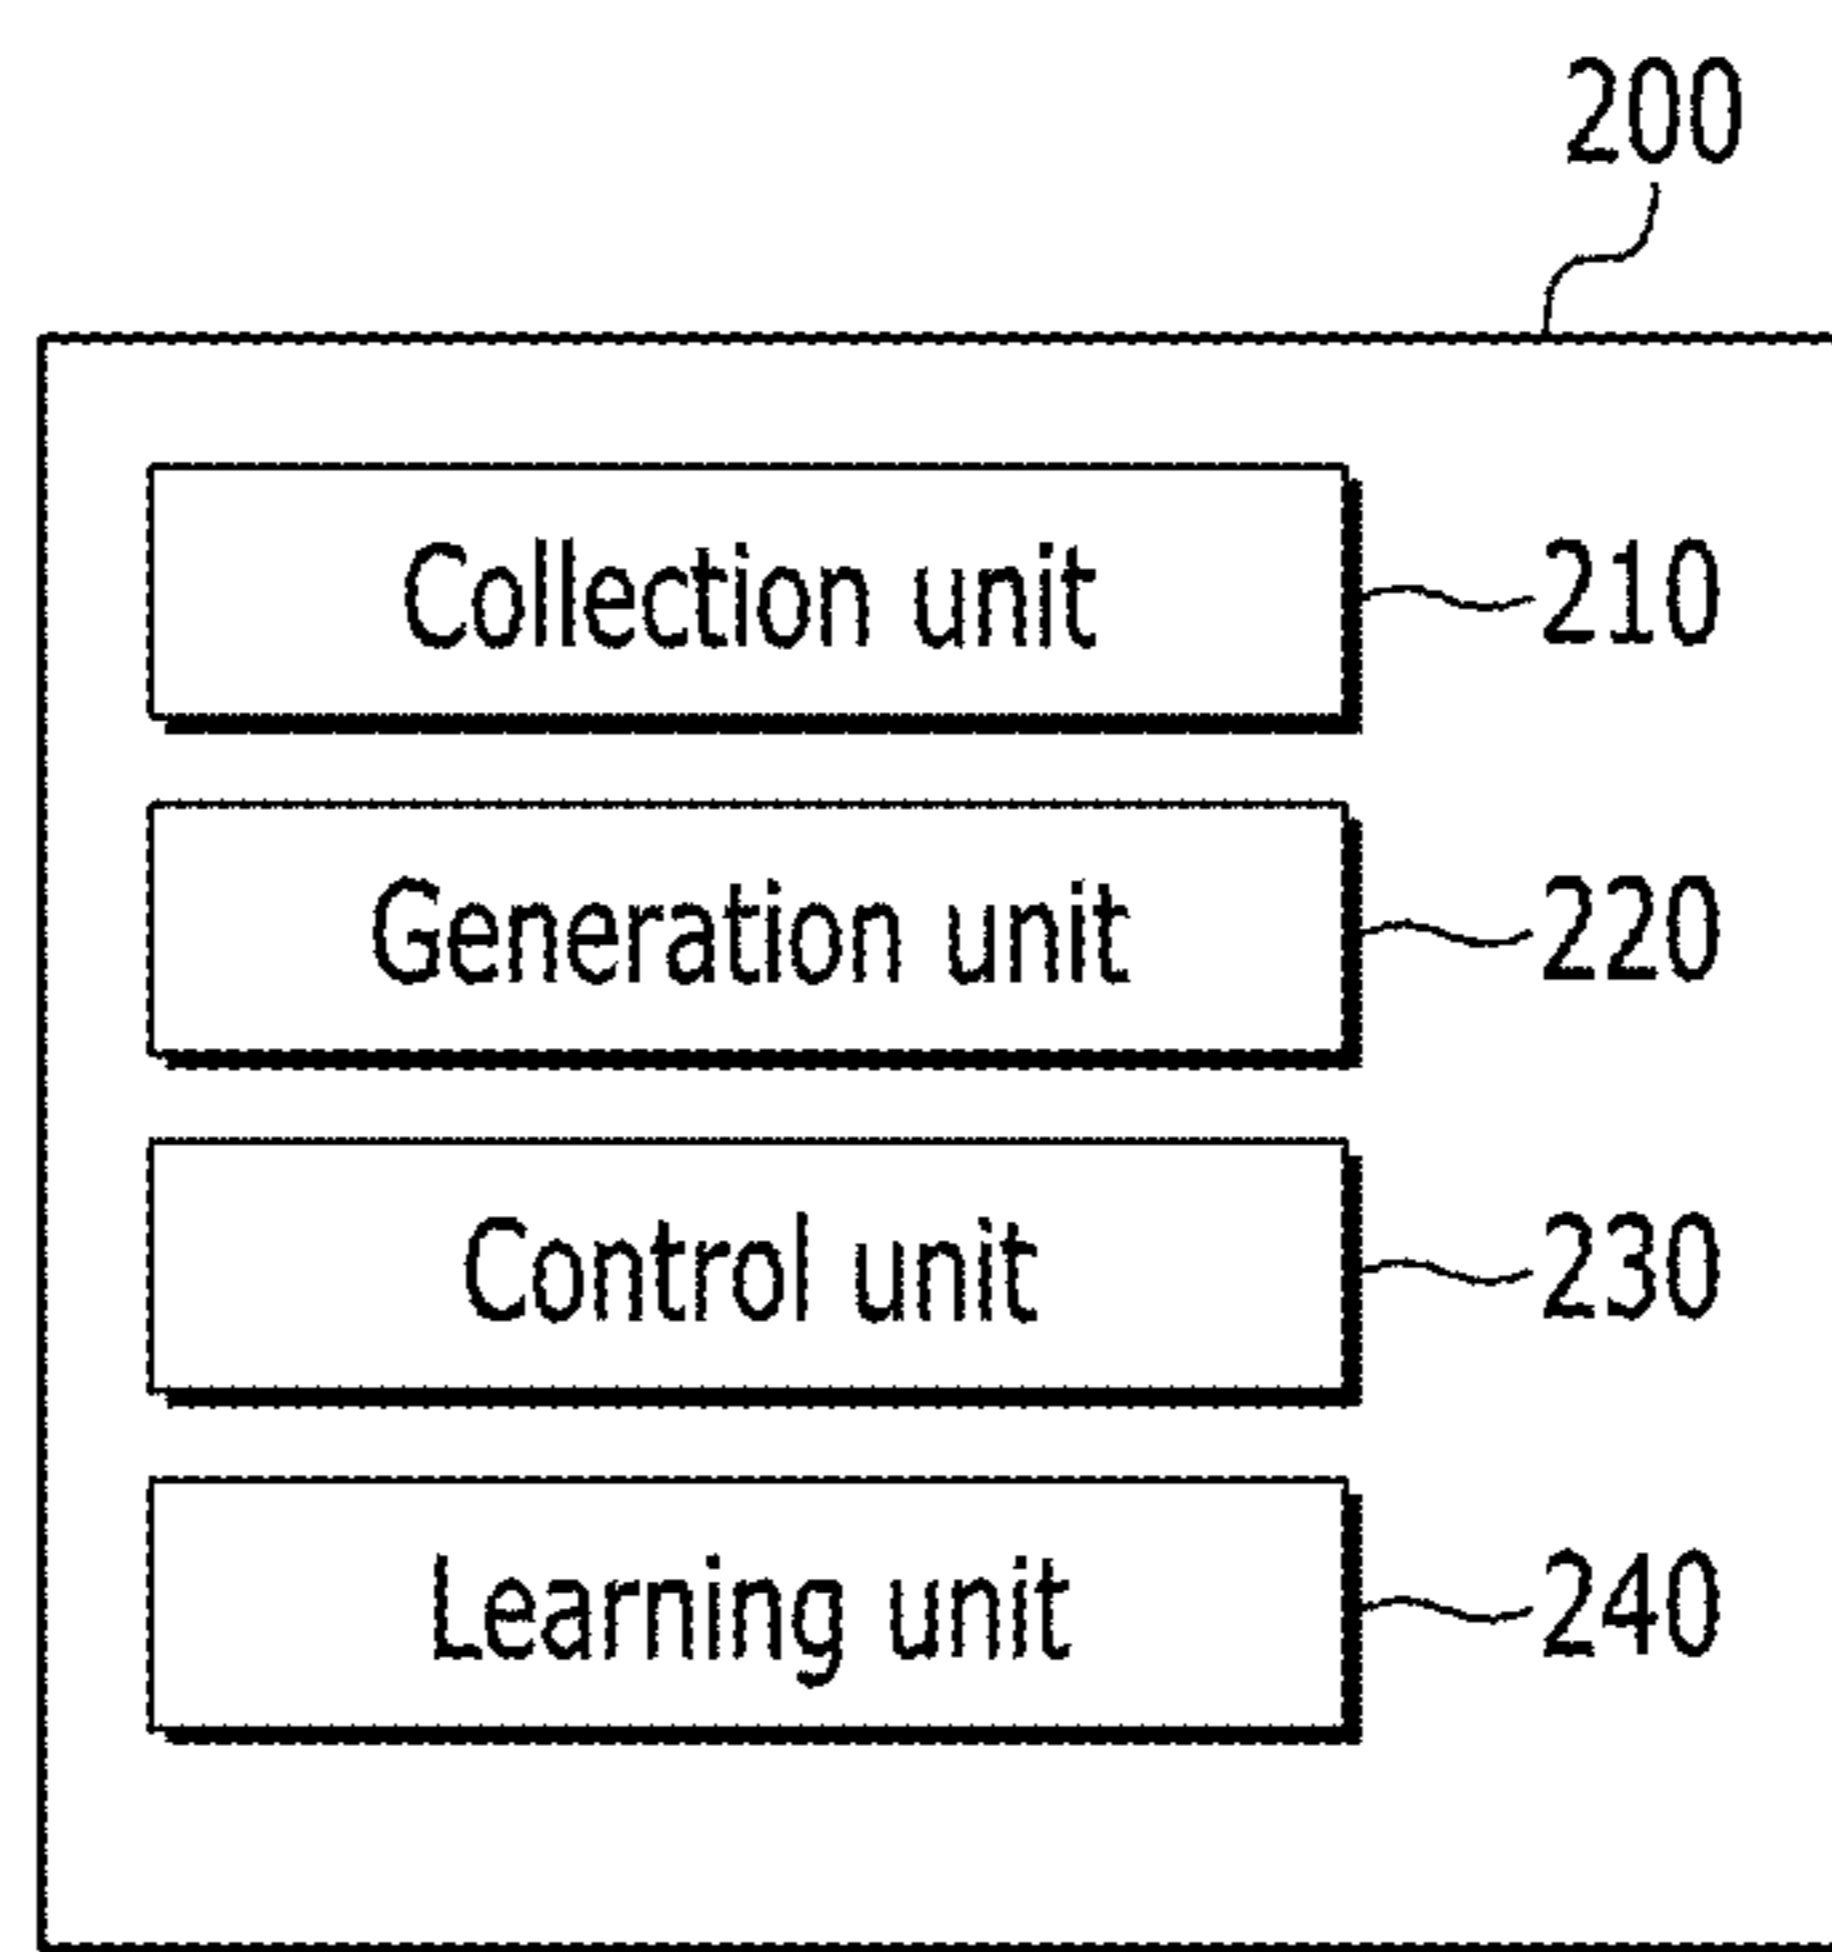 200
Collection unit 210
Generation unit 220
Control unit 230
Learning unit 240